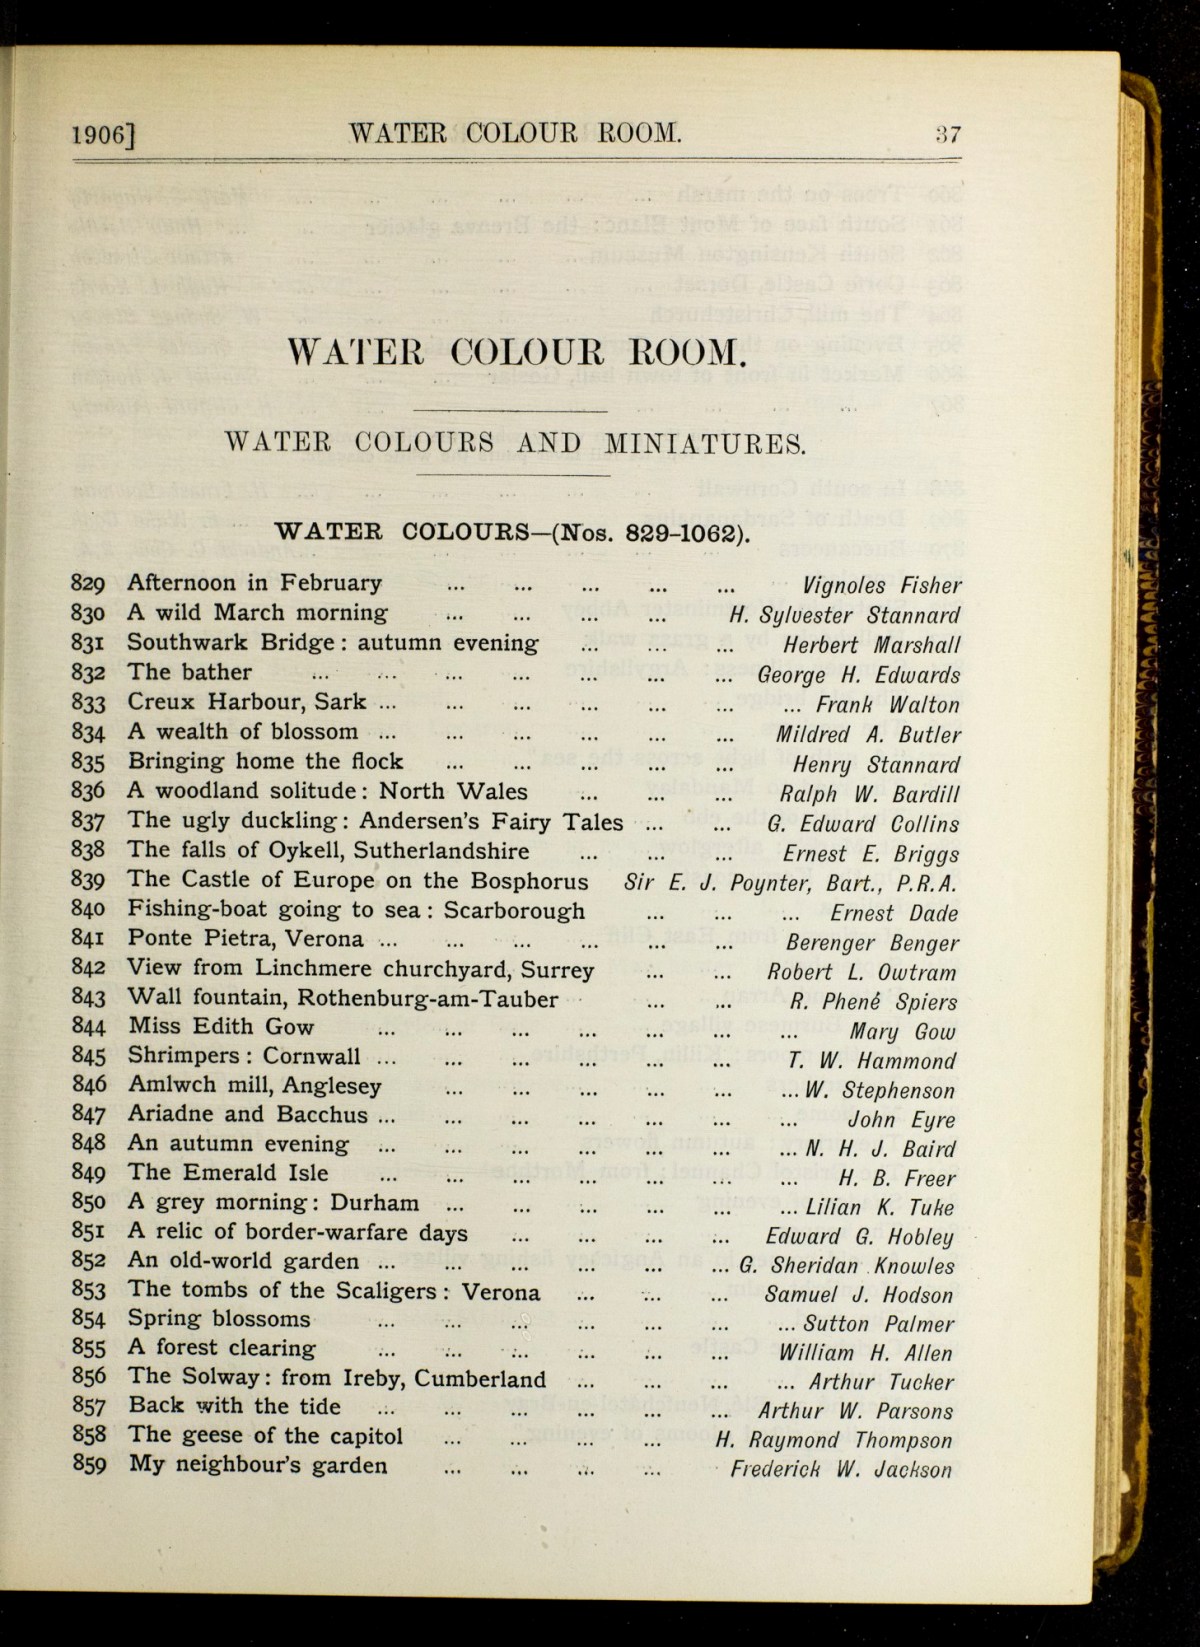 1906] WATER COLOUR ROOM. 37
WATER COLOUR ROOM.
WATER COLOURS AND MINIATURES.
WATER COLOURS—(Nos. 829-1062).
829 Afternoon in February ... ... ... ... ... Vignoles Fisher
830 A wild March morning ... ... ... ... H. Sylvester Stannard
831 Southwark Bridge : autumn evening ... ... ... Herbert Marshall
832 The bather ... ... ... ... ... ... ... George H. Edwards
833 Creux Harbour, Sark ... ... ... ... ... ... ... Frank Walton
834 A wealth of blossom ... ... ... ... ... ... Mildred A. Butler
835 Bringing home the flock ... ... ... ... ... Henry Stannard
836 A woodland solitude : North Wales ... ... ... Ralph W. Bardill
837 The ugly duckling : Andersen's Fairy Tales ... ... G. Edward Collins
838 The falls of Oykell, Sutherlandshire ... ... ... Ernest E. Briggs
839 The Castle of Europe on the Bosphorus Sir E. J. Poynter, Bart., P.R.A.
840 Fishing-boat going to sea : Scarborough ... ... ... Ernest Dade
841 Ponte Pietra, Verona ... ... ... ... ... ... Berenger Benger
842 View from Linchmere churchyard, Surrey ... ... Robert L. Owtram
843 Wall fountain, Rothenburg-am-Tauber ... ... R. Phené Spiers
844 Miss Edith Gow ... ... ... ... ... ... ... Mary Gow
845 Shrimpers : Cornwall ... ... ... ... ... ... T. W. Hammond
846 Amlwch mill, Anglesey ... ... ... ... ... ... W. Stephenson
847 Ariadne and Bacchus ... ... ... ... ... ... ... John Eyre
848 An autumn evening ... ... ... ... ... ... ... N. H. J. Baird
849 The Emerald Isle ... ... ... ... ... ... ... H. B. Freer
850 A grey morning : Durham ... ... ... ... ... ... Lilian K. Tuke
851 A relic of border-warfare days ... ... ... ... Edward G. Hobley
852 An old-world garden ... ... ... ... ... ... G. Sheridan Knowles
853 The tombs of the Scaligers : Verona ... ... ... Samuel J. Hodson
854 Spring blossoms ... ... ... ... ... ... ... Sutton Palmer
855 A forest clearing ... ... ... ... ... ... William H. Allen
856 The Solway : from Ireby, Cumberland ... ... ... ... Arthur Tucker
857 Back with the tide ... ... ... ... ... ... Arthur W. Parsons
858 The geese of the capitol ... ... ... ... H. Raymond Thompson
859 My neighbour's garden ... ... ... ... Frederick W. Jackson